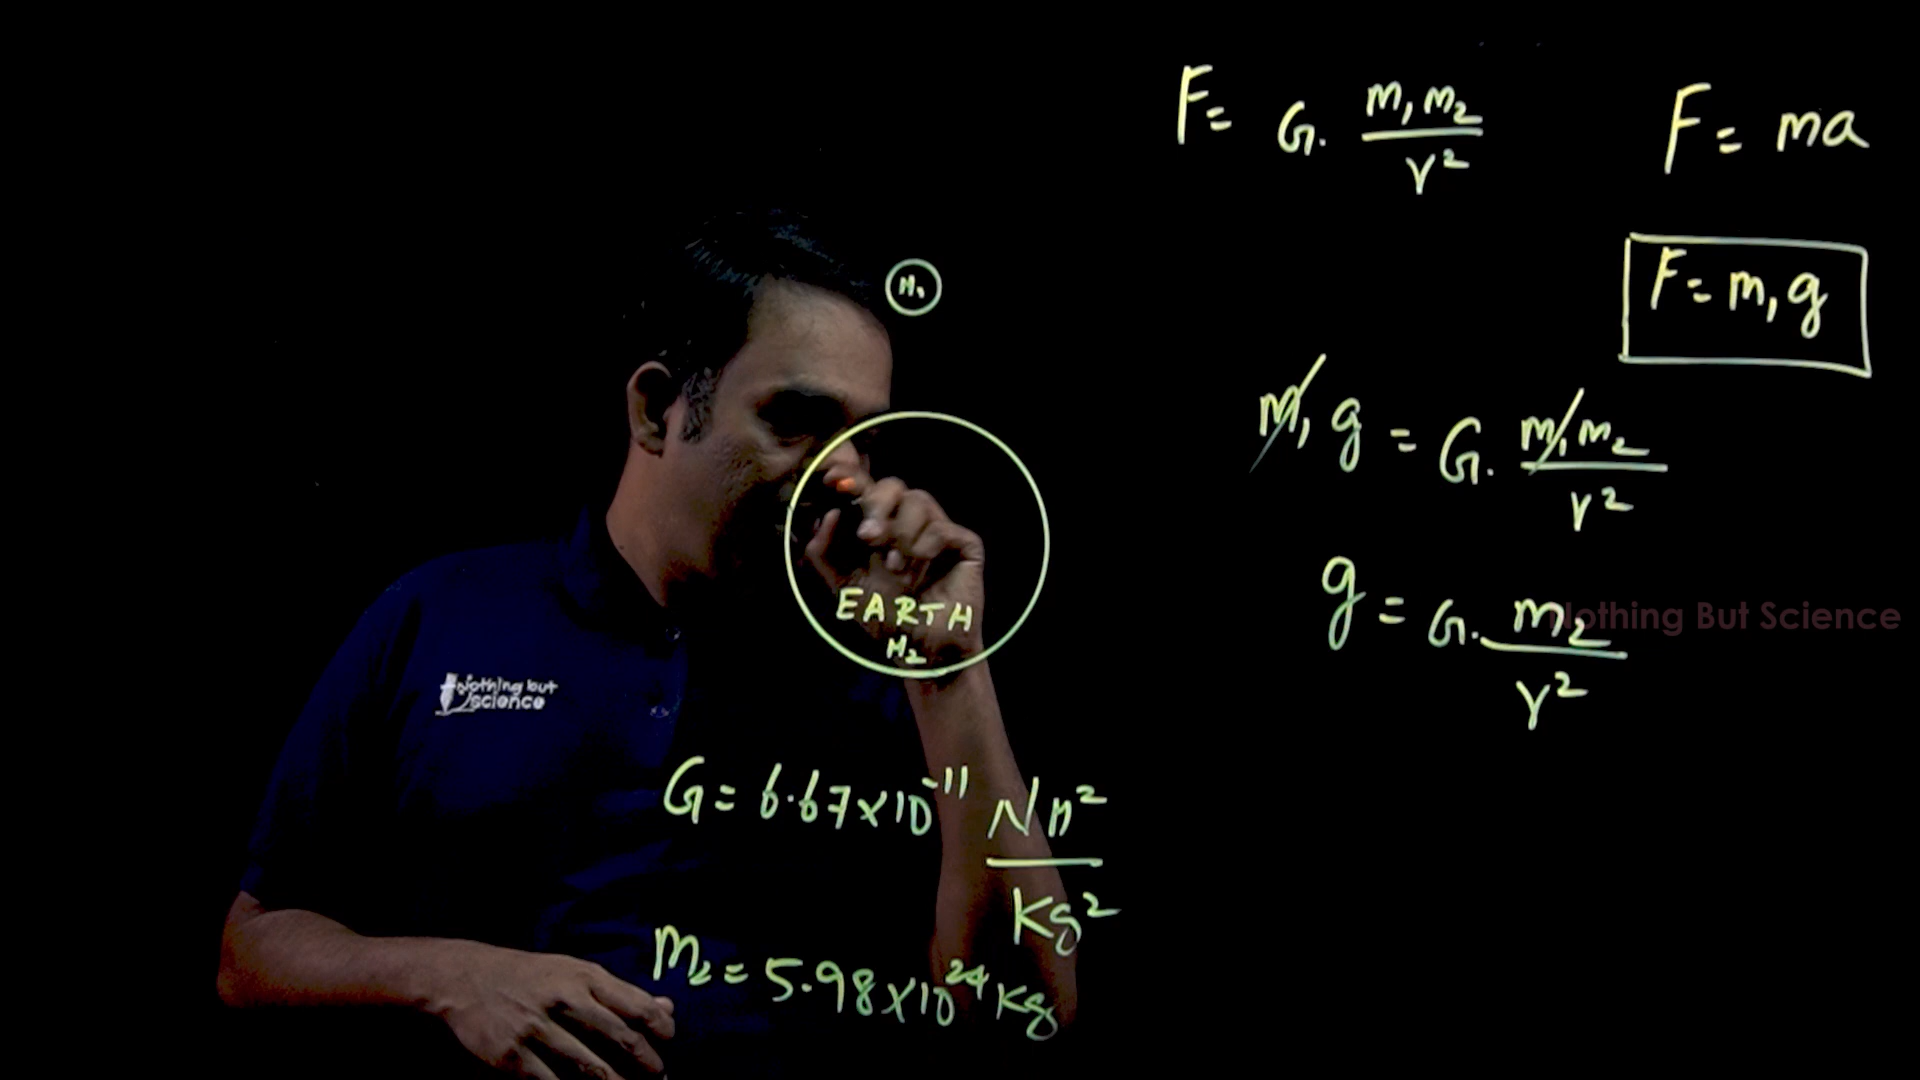 F = G. m₁m₂/r²
F = ma
M₁
F = m₁g
m₁g = G. m₁m₂/r²
EARTH
M₂
g = G. m₂/r²
Nothing But Science
Nothing but
science
G = 6.67×10⁻¹¹ Nm²/Kg²
M₂ = 5.98×10²⁴ Kg